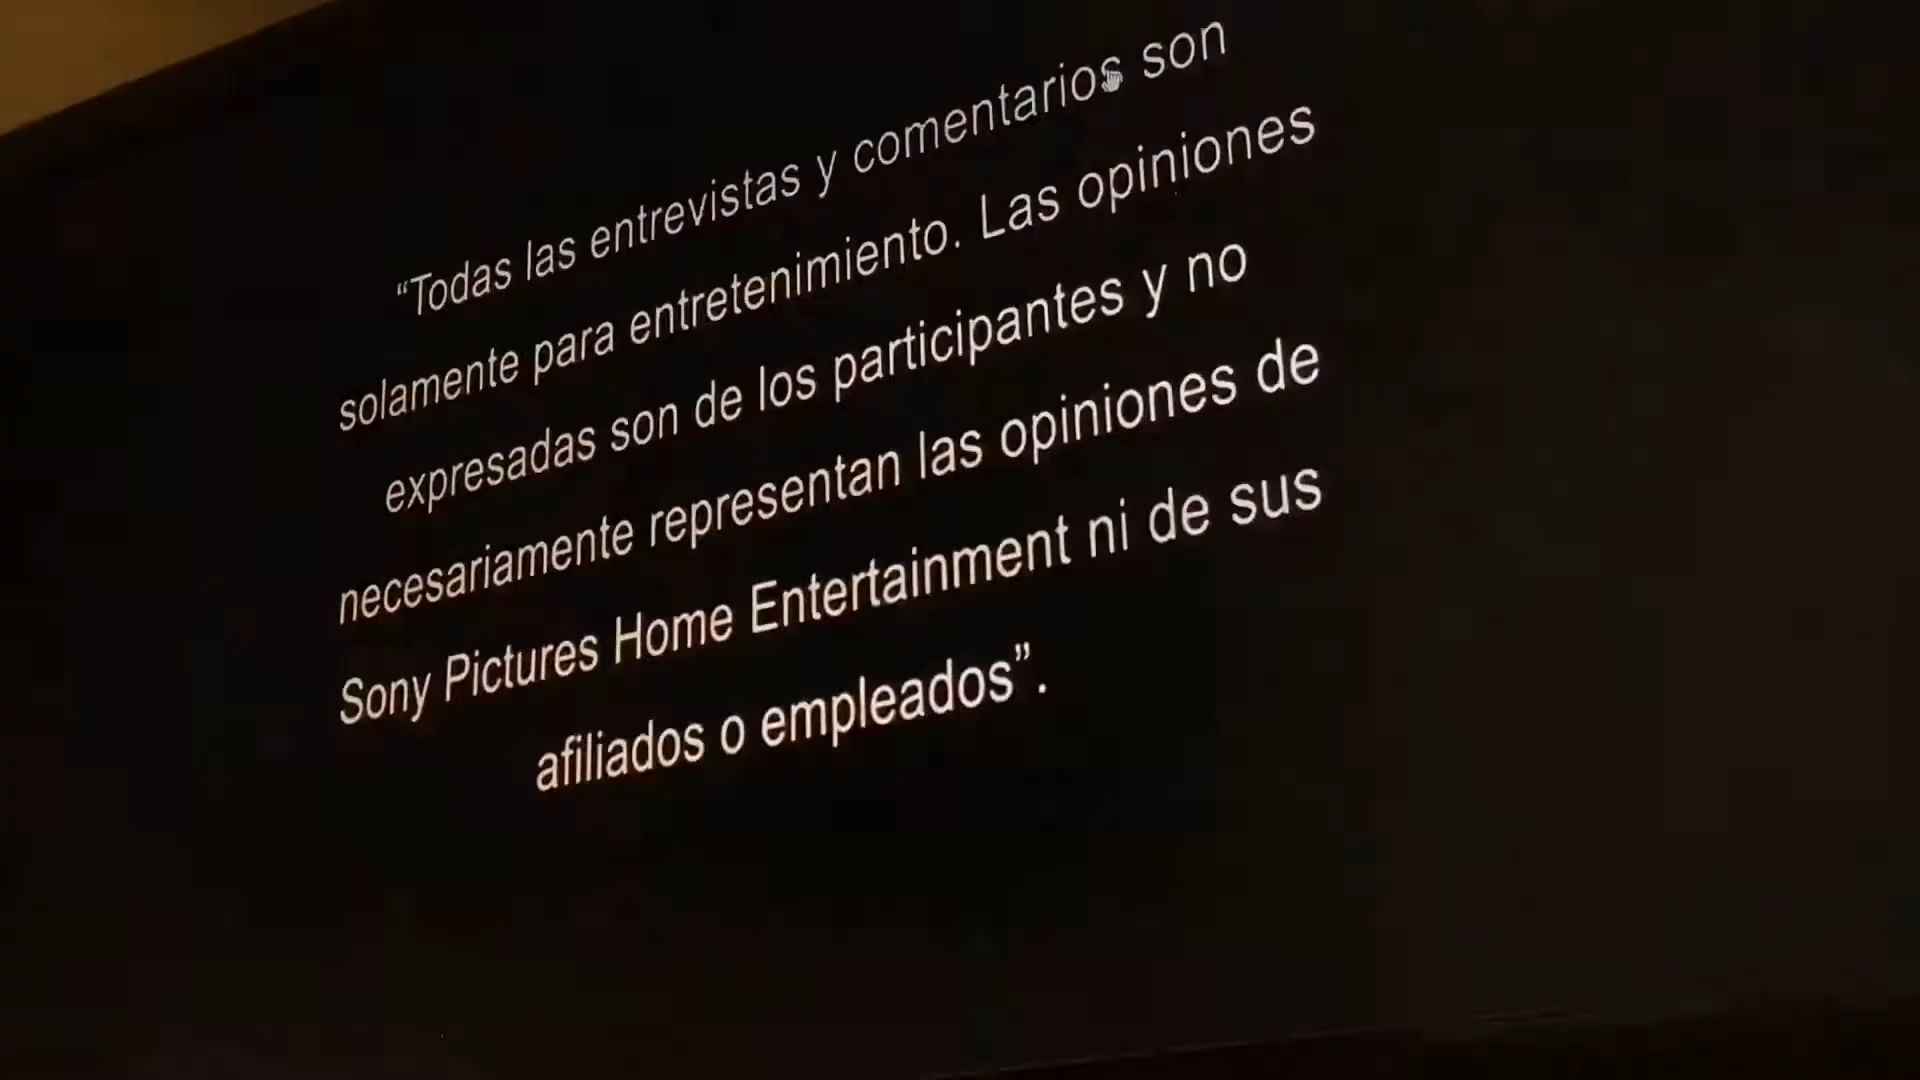 “Todas las entrevistas y comentarios son
solamente para entretenimiento. Las opiniones
expresadas son de los participantes y no
necesariamente representan las opiniones de
Sony Pictures Home Entertainment ni de sus
afiliados o empleados”.